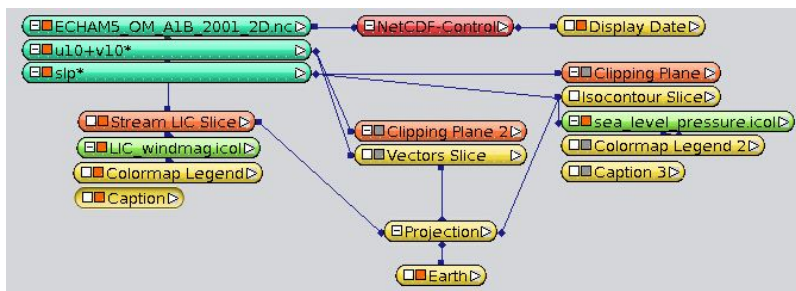 ECHAM5_OM_A1B_2001_2D.nc
NetCDF-Control
Display Date
u10+v10*
slp*
Clipping Plane
Isocontour Slice
Stream LIC Slice
sea_level_pressure.icol
Clipping Plane 2
LIC_windmag.icol
Colormap Legend 2
Vectors Slice
Colormap Legend
Caption 3
Caption
Projection
Earth